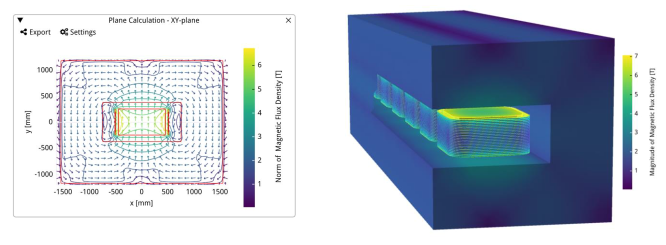 Plane Calculation - XY-plane
Export Settings
1000
500
0
-500
-1000
y [mm]
-1500 -1000 -500 0 500 1000 1500
x [mm]
6
5
4
3
2
1
Norm of Magnetic Flux Density [T]
7
6
5
4
3
2
1
Magnitude of Magnetic Flux Density [T]